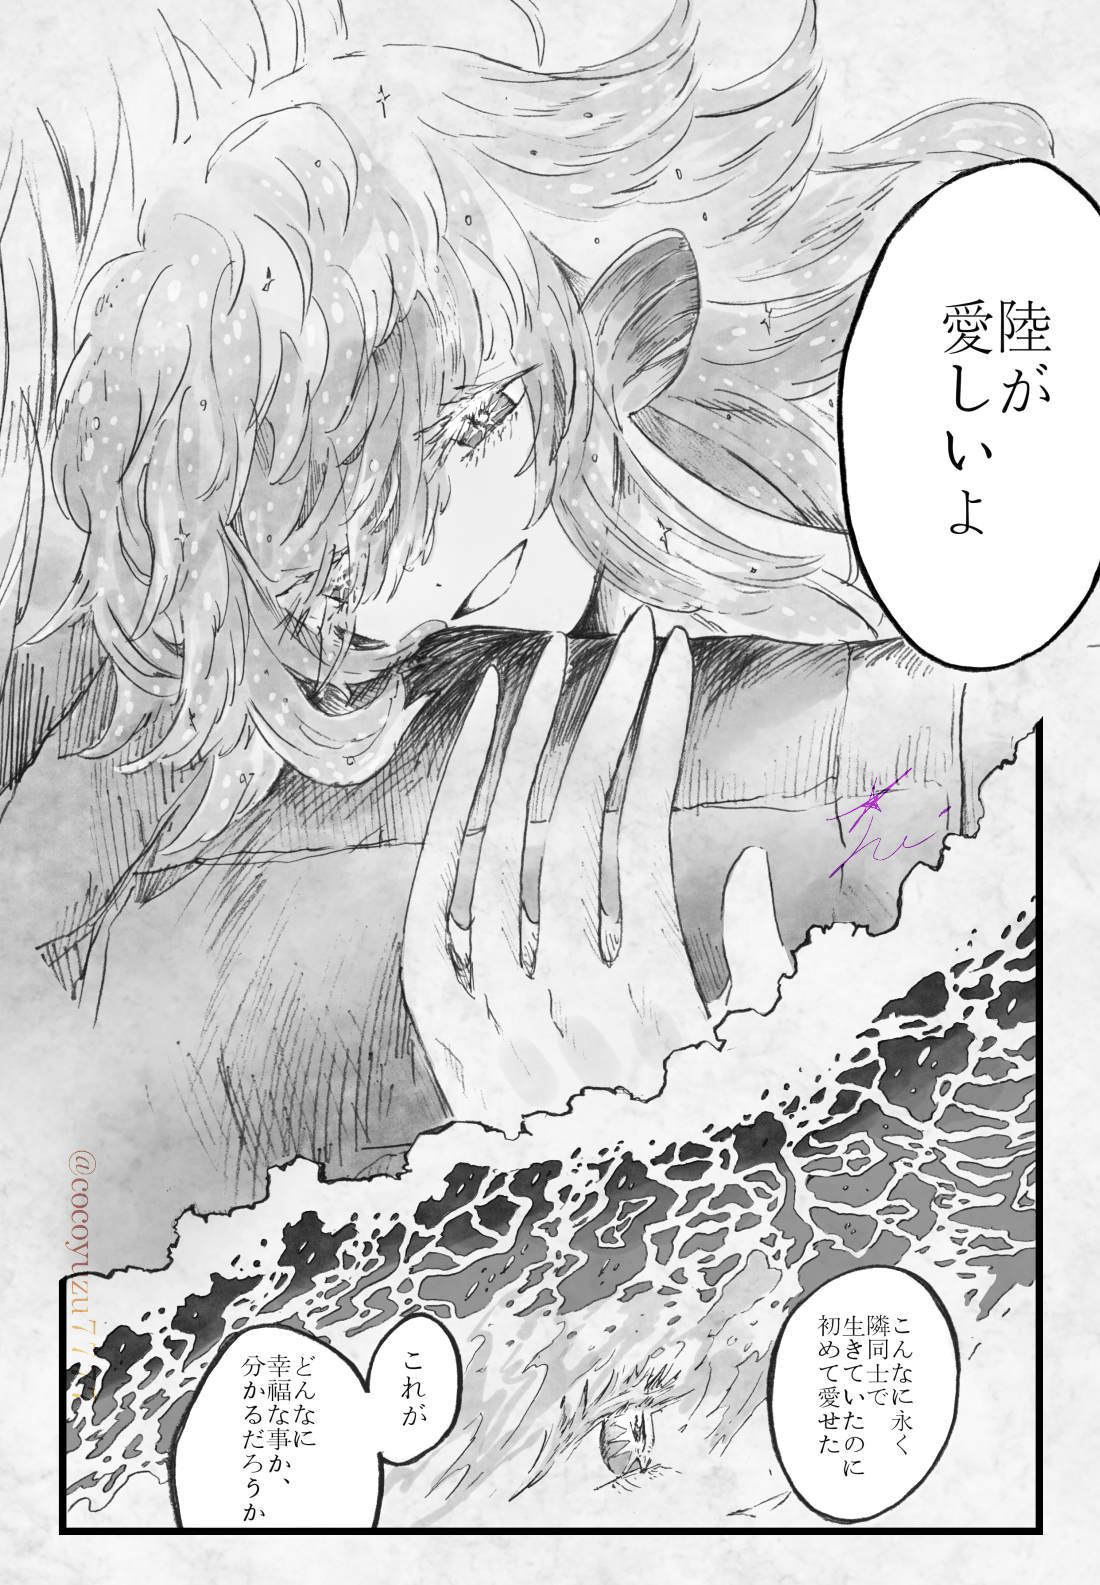 陸が
愛しいよ
こんなに永く
隣同士で
生きていたのに
初めて愛せた
これが
どんなに
幸福な事か、
分かるだろうか